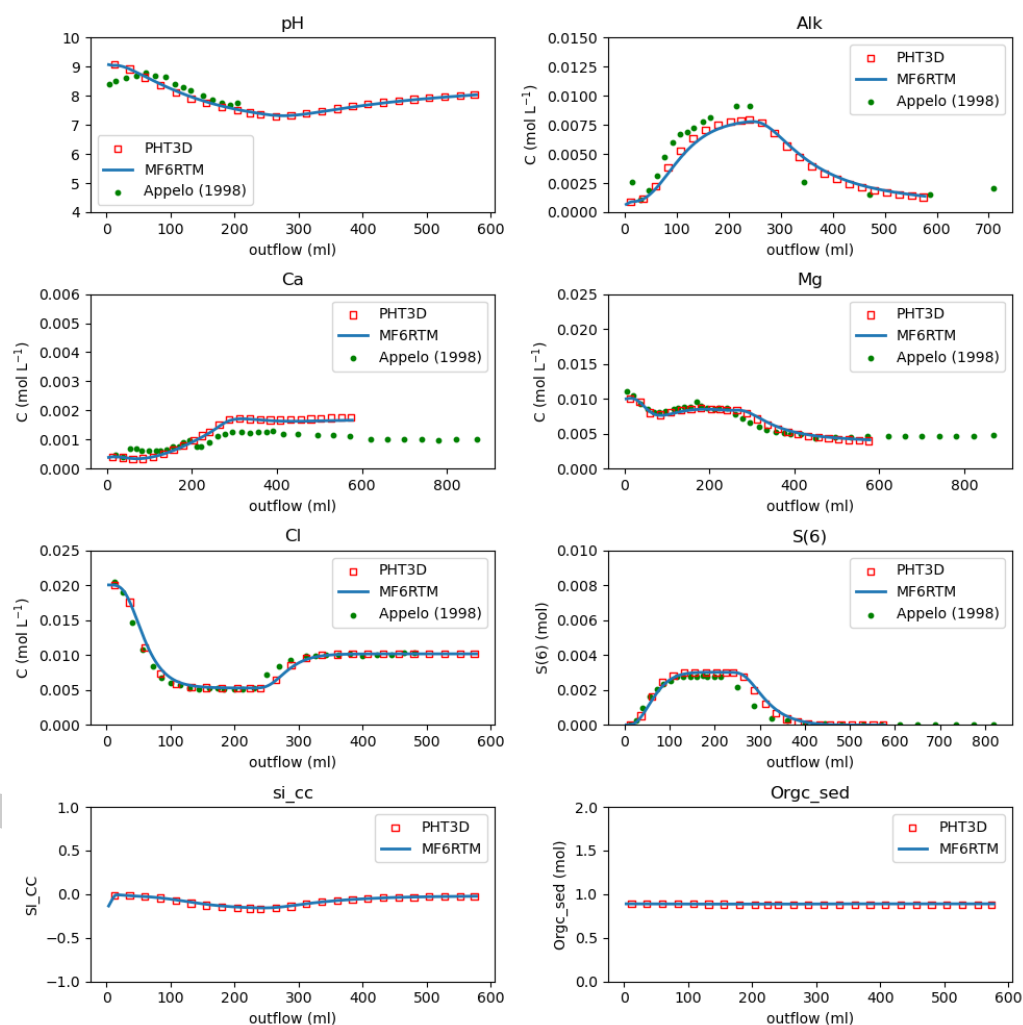 pH
10
9
8
7
6
5
4
PHT3D
MF6RTM
Appelo (1998)
0 100 200 300 400 500 600
outflow (ml)
Alk
C (mol L⁻¹)
0.0150
0.0125
0.0100
0.0075
0.0050
0.0025
0.0000
PHT3D
MF6RTM
Appelo (1998)
0 100 200 300 400 500 600 700
outflow (ml)
Ca
C (mol L⁻¹)
0.006
0.005
0.004
0.003
0.002
0.001
0.000
PHT3D
MF6RTM
Appelo (1998)
0 200 400 600 800
outflow (ml)
Mg
C (mol L⁻¹)
0.025
0.020
0.015
0.010
0.005
0.000
PHT3D
MF6RTM
Appelo (1998)
0 200 400 600 800
outflow (ml)
Cl
C (mol L⁻¹)
0.025
0.020
0.015
0.010
0.005
0.000
PHT3D
MF6RTM
Appelo (1998)
0 100 200 300 400 500 600
outflow (ml)
S(6)
S(6) (mol)
0.010
0.008
0.006
0.004
0.002
0.000
PHT3D
MF6RTM
Appelo (1998)
0 100 200 300 400 500 600 700 800
outflow (ml)
si_cc
SI_CC
1.0
0.5
0.0
−0.5
−1.0
PHT3D
MF6RTM
0 100 200 300 400 500 600
outflow (ml)
Orgc_sed
Orgc_sed (mol)
2.0
1.5
1.0
0.5
0.0
PHT3D
MF6RTM
0 100 200 300 400 500 600
outflow (ml)